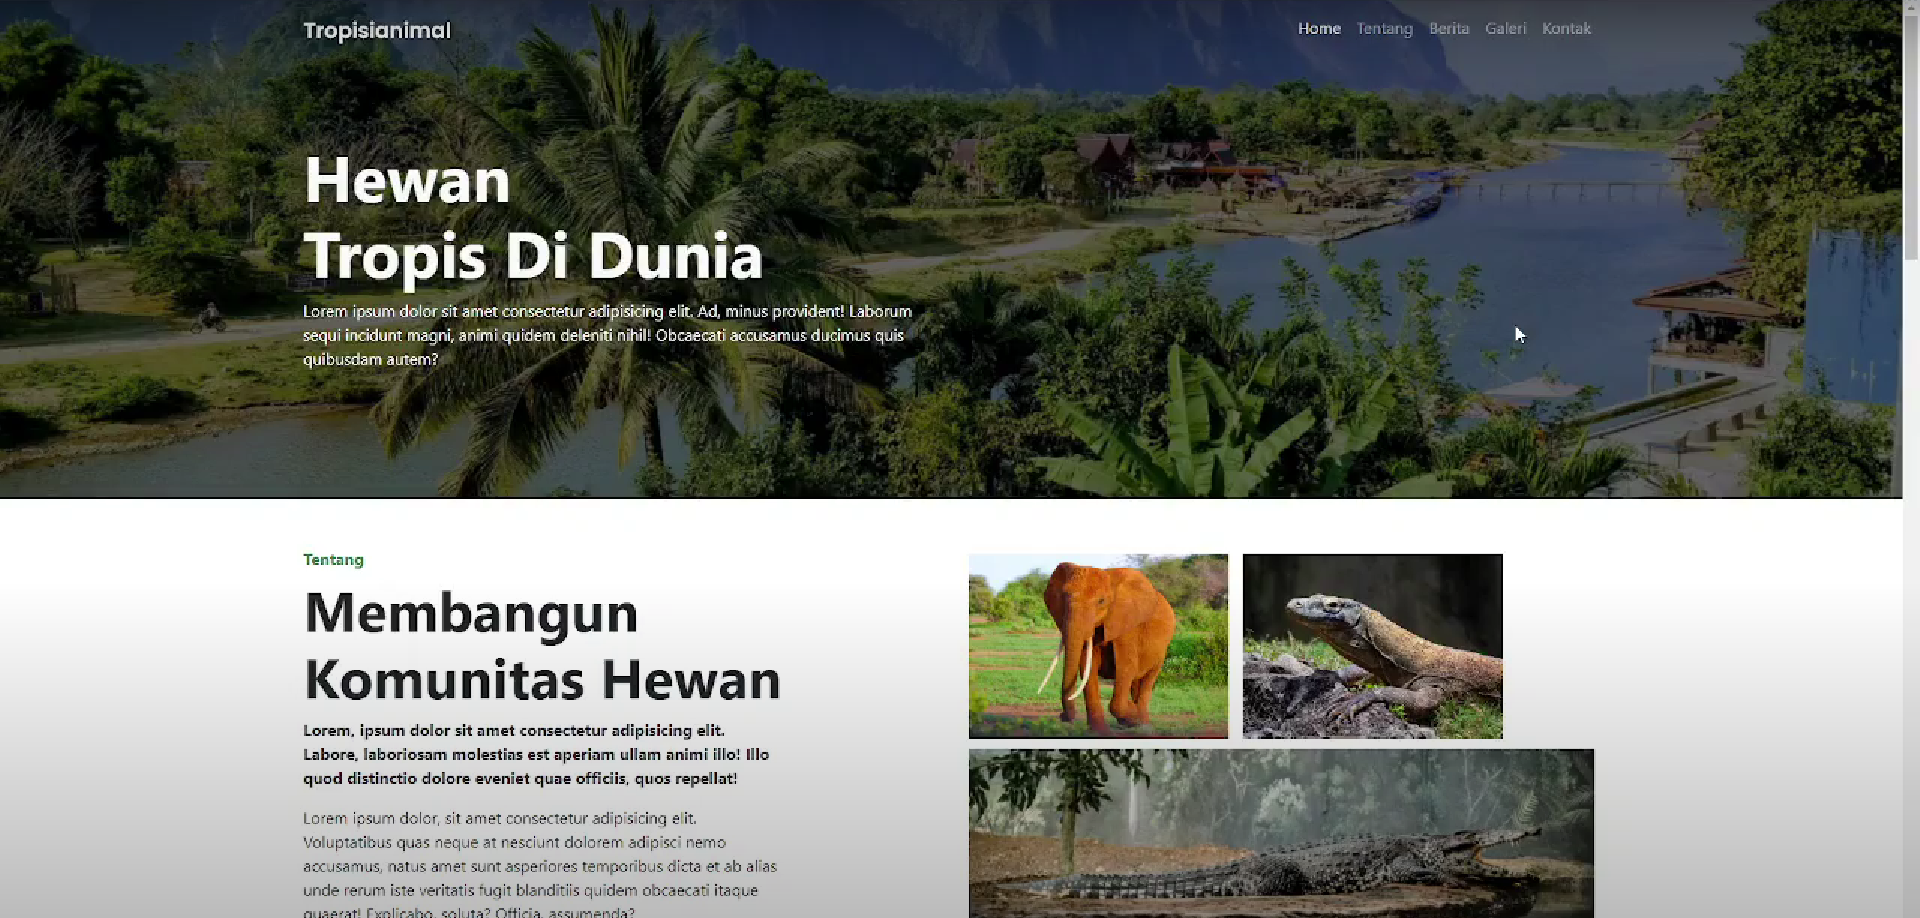 Tropisianimal
Home Tentang Berita Galeri Kontak
Hewan
Tropis Di Dunia
Lorem ipsum dolor sit amet consectetur adipisicing elit. Ad, minus provident! Laborum
sequi incidunt magni, animi quidem deleniti nihil! Obcaecati accusamus ducimus quis
quibusdam autem?
Tentang
Membangun
Komunitas Hewan
Lorem, ipsum dolor sit amet consectetur adipisicing elit.
Labore, laboriosam molestias est aperiam ullam animi illo! Illo
quod distinctio dolore eveniet quae officiis, quos repellat!
Lorem ipsum dolor, sit amet consectetur adipisicing elit.
Voluptatibus quas neque at nesciunt dolorem adipisci nemo
accusamus, natus amet sunt asperiores temporibus dicta et ab alias
unde rerum iste veritatis fugit blanditiis quidem obcaecati itaque
quaerat! Explicabo, soluta? Officia, assumenda?